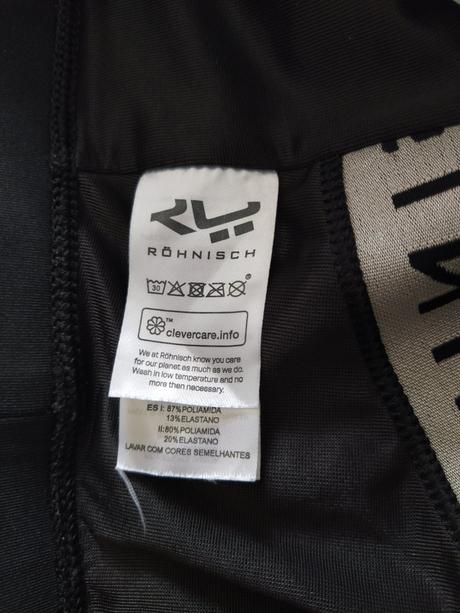 RÖHNISCH
30
®
™
clevercare.info
We at Röhnisch know you care
for our planet as much as we do.
Wash in low temperature and no
more then necessary.
ES I: 87%POLIAMIDA
13%ELASTANO
II:80%POLIAMIDA
20%ELASTANO
LAVAR COM CORES SEMELHANTES